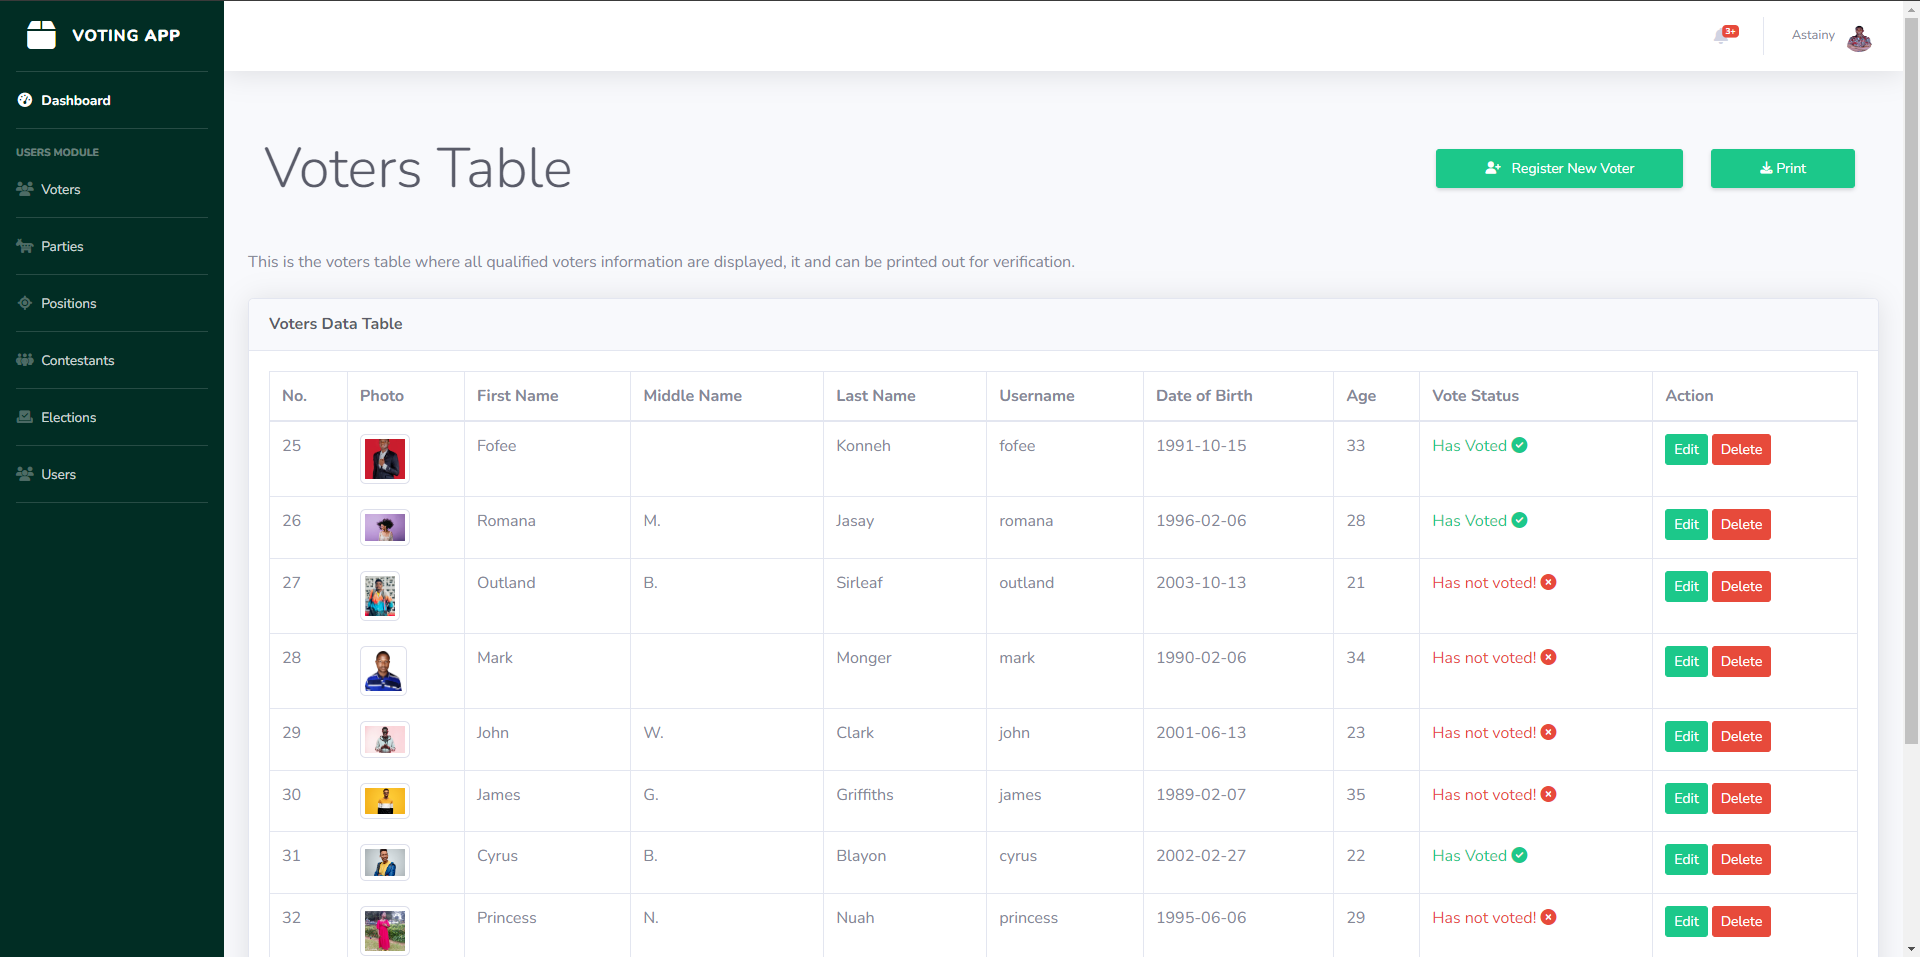 VOTING APP
3+
Astainy
Dashboard
USERS MODULE
Voters
Parties
Positions
Contestants
Elections
Users
Voters Table
Register New Voter
Print
This is the voters table where all qualified voters information are displayed, it and can be printed out for verification.
Voters Data Table
No. Photo First Name Middle Name Last Name Username Date of Birth Age Vote Status Action
25 Fofee Konneh fofee 1991-10-15 33 Has Voted Edit Delete
26 Romana M. Jasay romana 1996-02-06 28 Has Voted Edit Delete
27 Outland B. Sirleaf outland 2003-10-13 21 Has not voted! Edit Delete
28 Mark Monger mark 1990-02-06 34 Has not voted! Edit Delete
29 John W. Clark john 2001-06-13 23 Has not voted! Edit Delete
30 James G. Griffiths james 1989-02-07 35 Has not voted! Edit Delete
31 Cyrus B. Blayon cyrus 2002-02-27 22 Has Voted Edit Delete
32 Princess N. Nuah princess 1995-06-06 29 Has not voted! Edit Delete